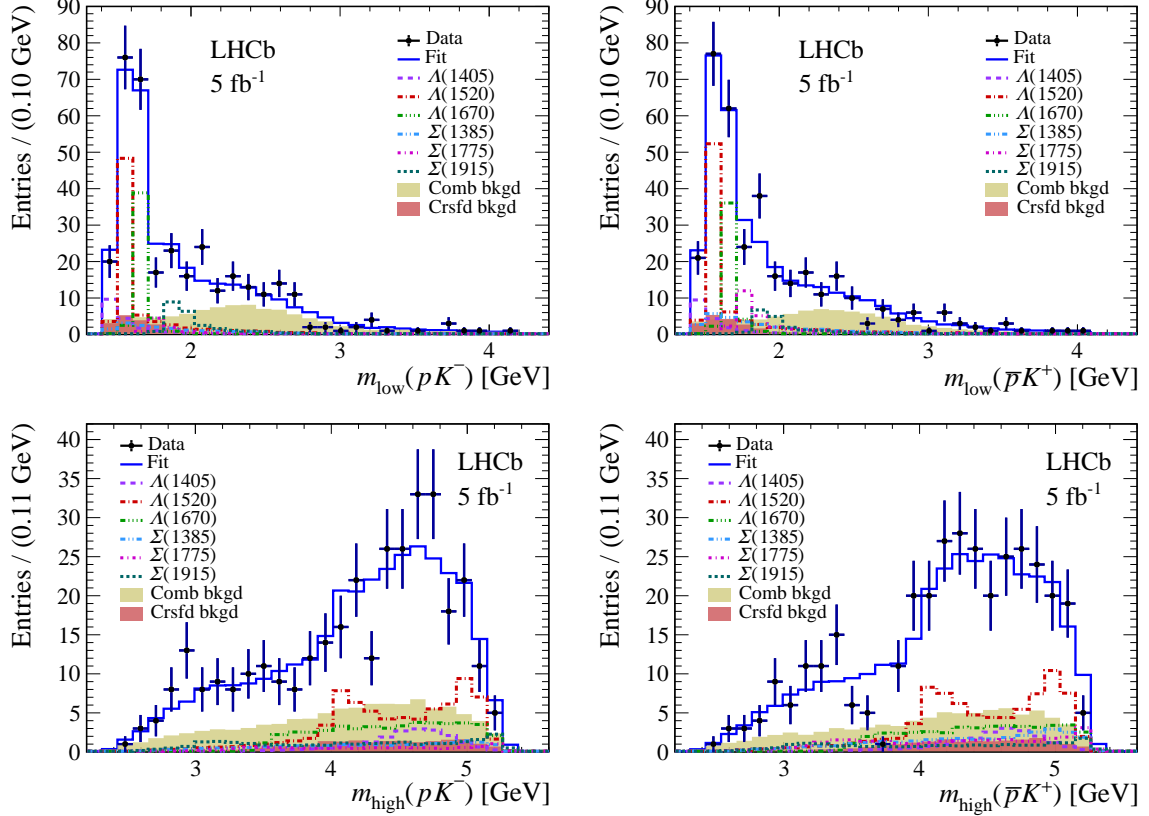 Entries / (0.10 GeV)
90
80
70
60
50
40
30
20
10
0
LHCb
5 fb⁻¹
Data
Fit
Λ(1405)
Λ(1520)
Λ(1670)
Σ(1385)
Σ(1775)
Σ(1915)
Comb bkgd
Crsfd bkgd
2 3 4
m_low(pK⁻) [GeV]
Entries / (0.10 GeV)
90
80
70
60
50
40
30
20
10
0
LHCb
5 fb⁻¹
Data
Fit
Λ(1405)
Λ(1520)
Λ(1670)
Σ(1385)
Σ(1775)
Σ(1915)
Comb bkgd
Crsfd bkgd
2 3 4
m_low(p̅K⁺) [GeV]
Entries / (0.11 GeV)
40
35
30
25
20
15
10
5
0
Data
Fit
Λ(1405)
Λ(1520)
Λ(1670)
Σ(1385)
Σ(1775)
Σ(1915)
Comb bkgd
Crsfd bkgd
LHCb
5 fb⁻¹
3 4 5
m_high(pK⁻) [GeV]
Entries / (0.11 GeV)
40
35
30
25
20
15
10
5
0
Data
Fit
Λ(1405)
Λ(1520)
Λ(1670)
Σ(1385)
Σ(1775)
Σ(1915)
Comb bkgd
Crsfd bkgd
LHCb
5 fb⁻¹
3 4 5
m_high(p̅K⁺) [GeV]